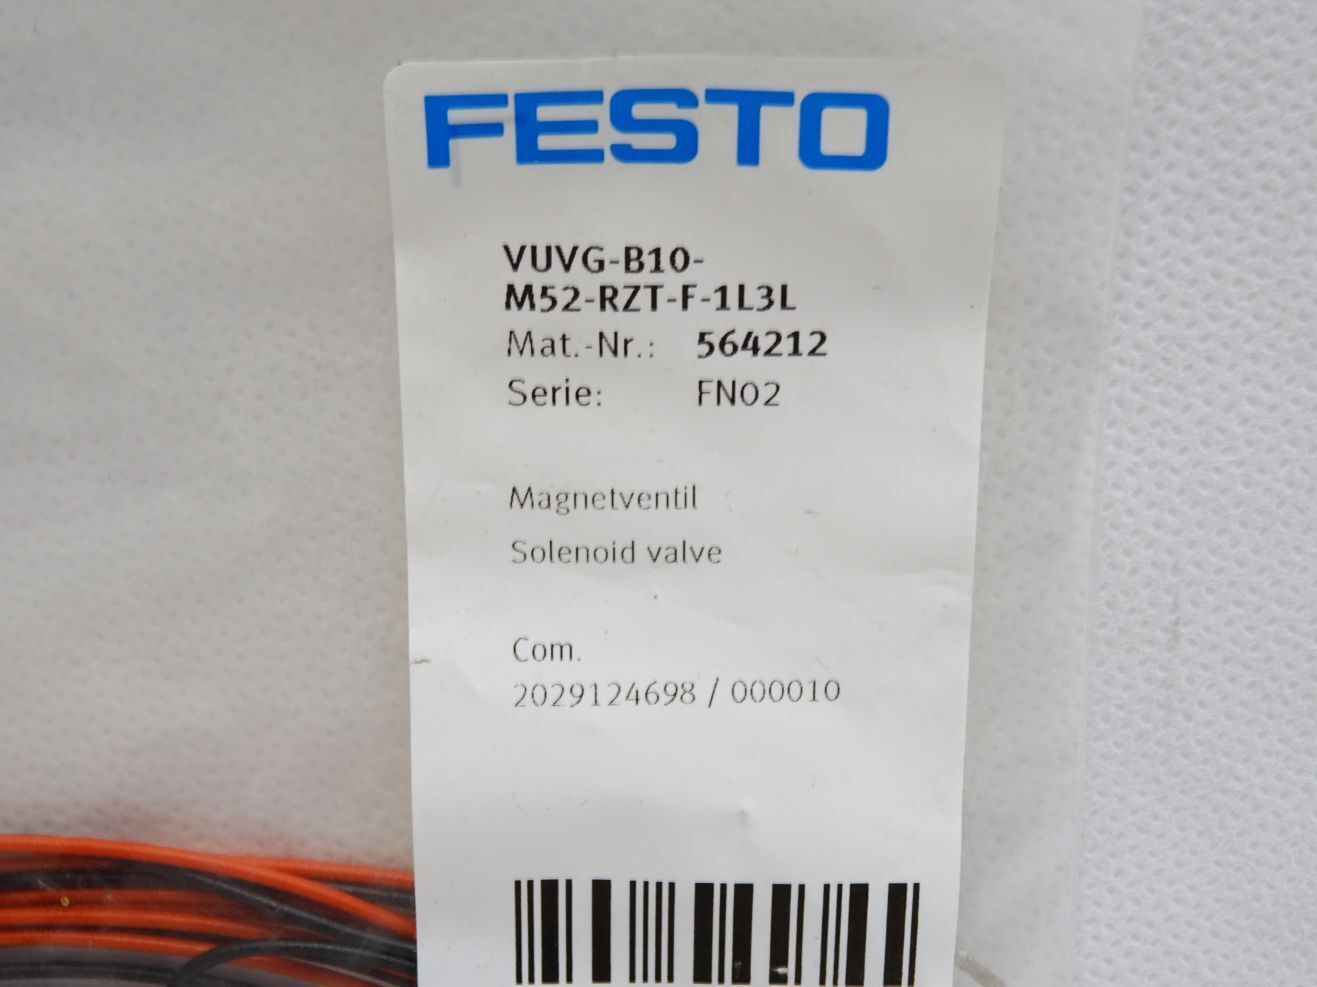 FESTO
VUVG-B10-
M52-RZT-F-1L3L
Mat.-Nr.: 564212
Serie: FN02
Magnetventil
Solenoid valve
Com.
2029124698 / 000010